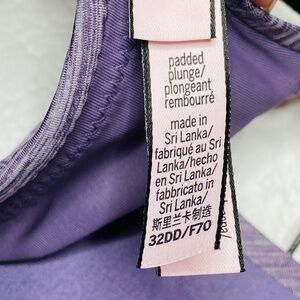 padded
plunge/
plongeant
rembourré
made in
Sri Lanka/
fabriqué au Sri
Lanka/hecho
en Sri Lanka/
fabbricato in
Sri Lanka/
斯里兰卡制造
32DD/F70